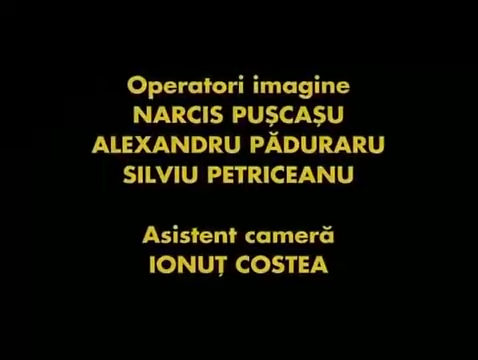 Operatori imagine
NARCIS PUȘCAȘU
ALEXANDRU PĂDURARU
SILVIU PETRICEANU
Asistent cameră
IONUȚ COSTEA